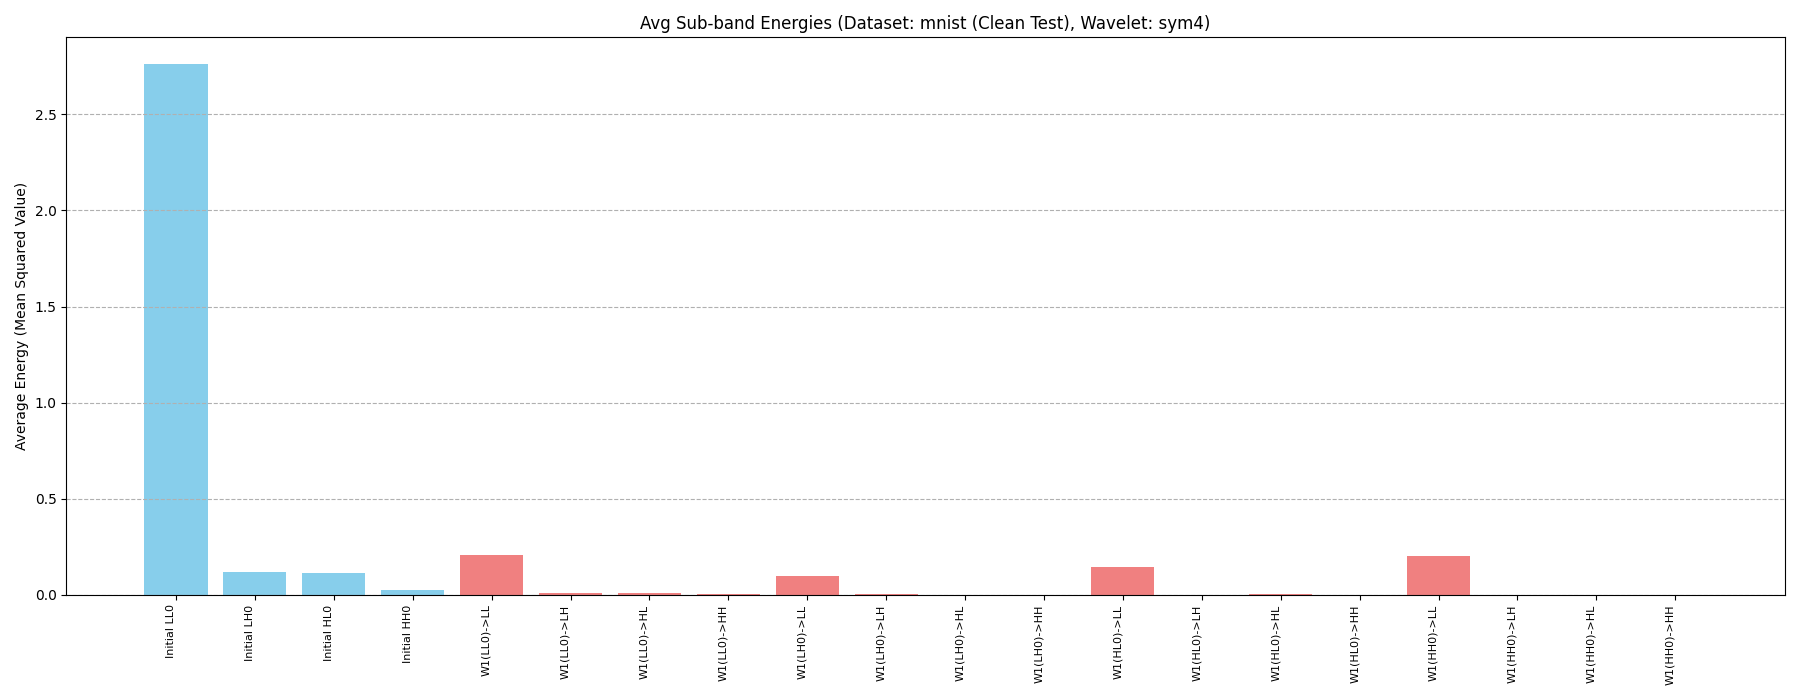 Avg Sub-band Energies (Dataset: mnist (Clean Test), Wavelet: sym4)
Average Energy (Mean Squared Value)
2.5
2.0
1.5
1.0
0.5
0.0
Initial LL0
Initial LH0
Initial HL0
Initial HH0
W1(LL0)->LL
W1(LL0)->LH
W1(LL0)->HL
W1(LL0)->HH
W1(LH0)->LL
W1(LH0)->LH
W1(LH0)->HL
W1(LH0)->HH
W1(HL0)->LL
W1(HL0)->LH
W1(HL0)->HL
W1(HL0)->HH
W1(HH0)->LL
W1(HH0)->LH
W1(HH0)->HL
W1(HH0)->HH